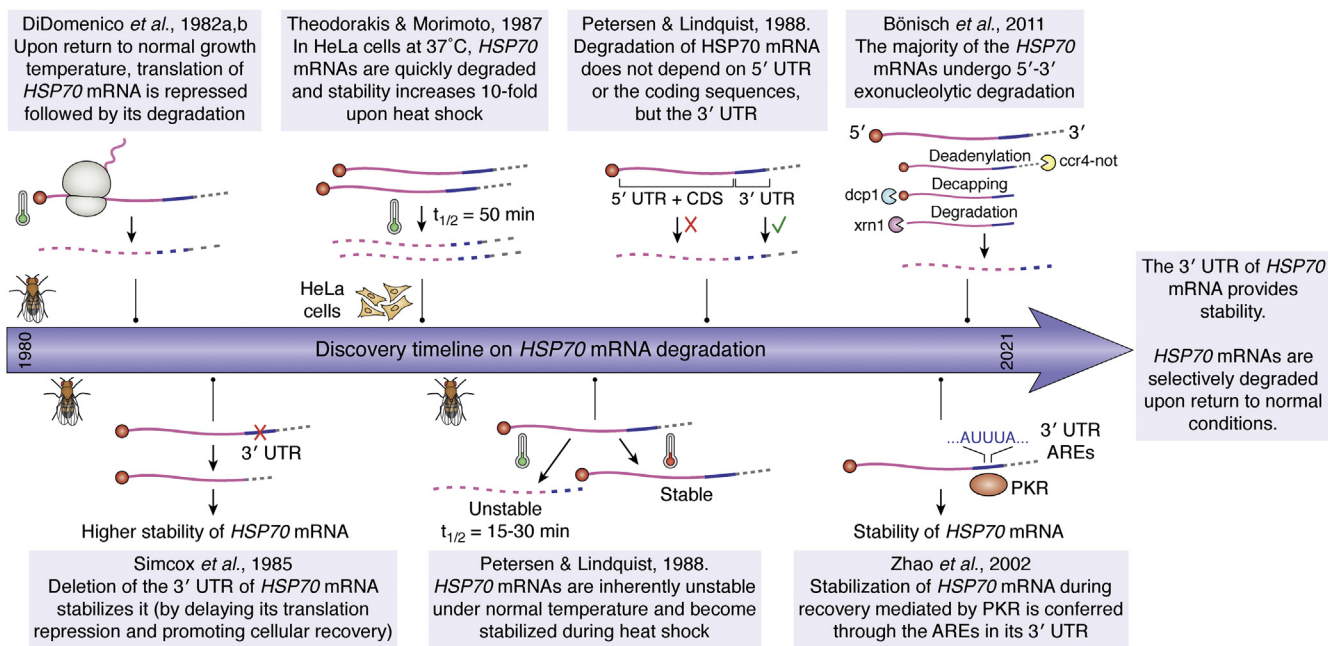 DiDomenico et al., 1982a,b
Upon return to normal growth
temperature, translation of
HSP70 mRNA is repressed
followed by its degradation
Theodorakis & Morimoto, 1987
In HeLa cells at 37˚C, HSP70
mRNAs are quickly degraded
and stability increases 10-fold
upon heat shock
t1/2 = 50 min
HeLa
cells
Petersen & Lindquist, 1988.
Degradation of HSP70 mRNA
does not depend on 5′ UTR
or the coding sequences,
but the 3′ UTR
5′ UTR + CDS
3′ UTR
Bönisch et al., 2011
The majority of the HSP70
mRNAs undergo 5′-3′
exonucleolytic degradation
5′
3′
Deadenylation
ccr4-not
dcp1
Decapping
xrn1
Degradation
1980
Discovery timeline on HSP70 mRNA degradation
2021
The 3′ UTR of HSP70
mRNA provides
stability.
HSP70 mRNAs are
selectively degraded
upon return to normal
conditions.
3′ UTR
Higher stability of HSP70 mRNA
Simcox et al., 1985
Deletion of the 3′ UTR of HSP70 mRNA
stabilizes it (by delaying its translation
repression and promoting cellular recovery)
Stable
Unstable
t1/2 = 15-30 min
Petersen & Lindquist, 1988.
HSP70 mRNAs are inherently unstable
under normal temperature and become
stabilized during heat shock
...AUUUA...
3′ UTR
AREs
PKR
Stability of HSP70 mRNA
Zhao et al., 2002
Stabilization of HSP70 mRNA during
recovery mediated by PKR is conferred
through the AREs in its 3′ UTR